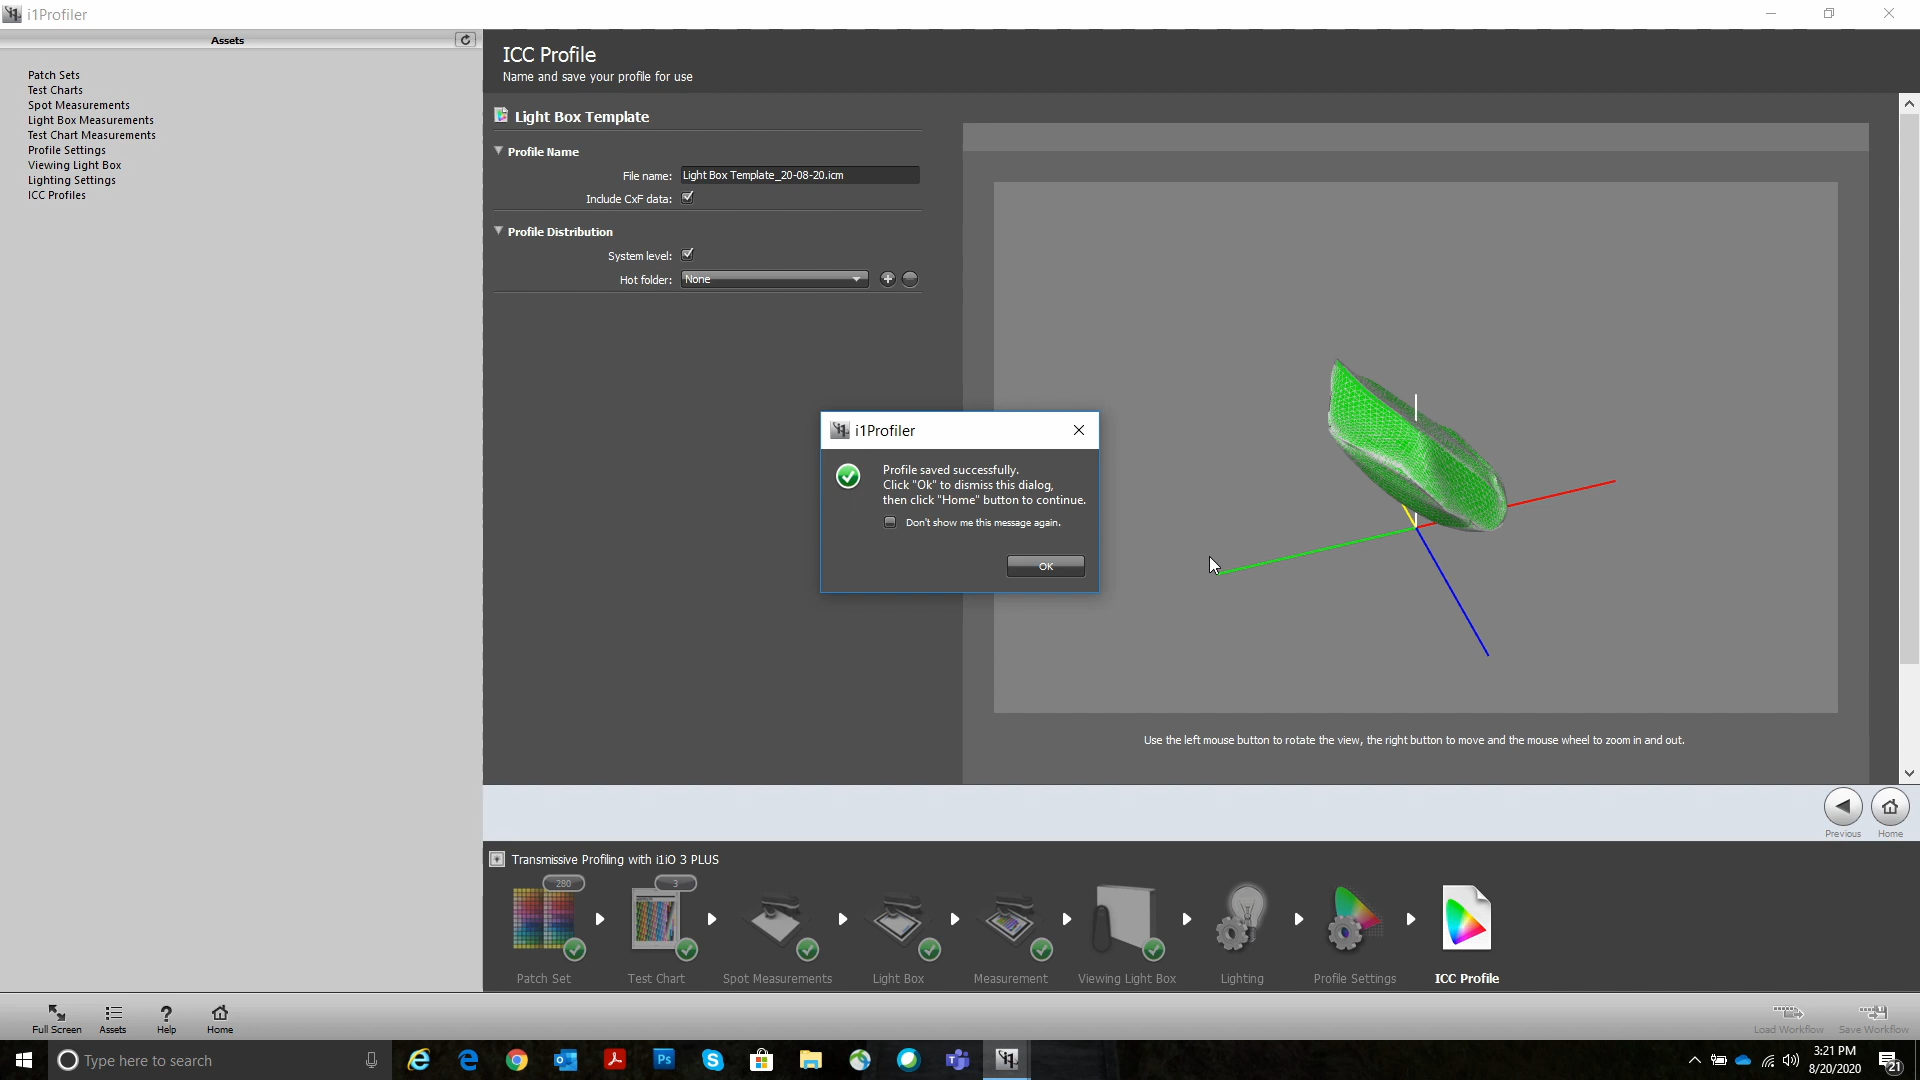 i1Profiler
Assets
Patch Sets
Test Charts
Spot Measurements
Light Box Measurements
Test Chart Measurements
Profile Settings
Viewing Light Box
Lighting Settings
ICC Profiles
ICC Profile
Name and save your profile for use
Light Box Template
Profile Name
File name: Light Box Template_20-08-20.icm
Include CxF data:
Profile Distribution
System level:
Hot folder: None
i1Profiler
Profile saved successfully.
Click "Ok" to dismiss this dialog,
then click "Home" button to continue.
Don't show me this message again.
OK
Use the left mouse button to rotate the view, the right button to move and the mouse wheel to zoom in and out.
Previous Home
Transmissive Profiling with i1iO 3 PLUS
280 3
Patch Set Test Chart Spot Measurements Light Box Measurement Viewing Light Box Lighting Profile Settings ICC Profile
Full Screen Assets Help Home Load Workflow Save Workflow
Type here to search
3:21 PM
8/20/2020
21